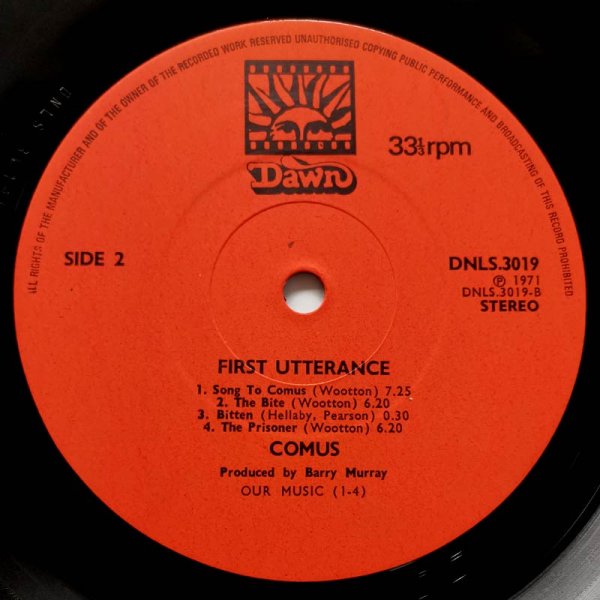 ALL RIGHTS OF THE MANUFACTURER AND OF THE OWNER OF THE RECORDED WORK RESERVED UNAUTHORISED COPYING PUBLIC PERFORMANCE AND BROADCASTING OF THIS RECORD PROHIBITED
Dawn
33⅓rpm
SIDE 2
DNLS.3019
℗ 1971
DNLS.3019-B
STEREO
FIRST UTTERANCE
1. Song To Comus (Wootton) 7.25
2. The Bite (Wootton) 6.20
3. Bitten (Hellaby, Pearson) 0.30
4. The Prisoner (Wootton) 6.20
COMUS
Produced by Barry Murray
OUR MUSIC (1-4)